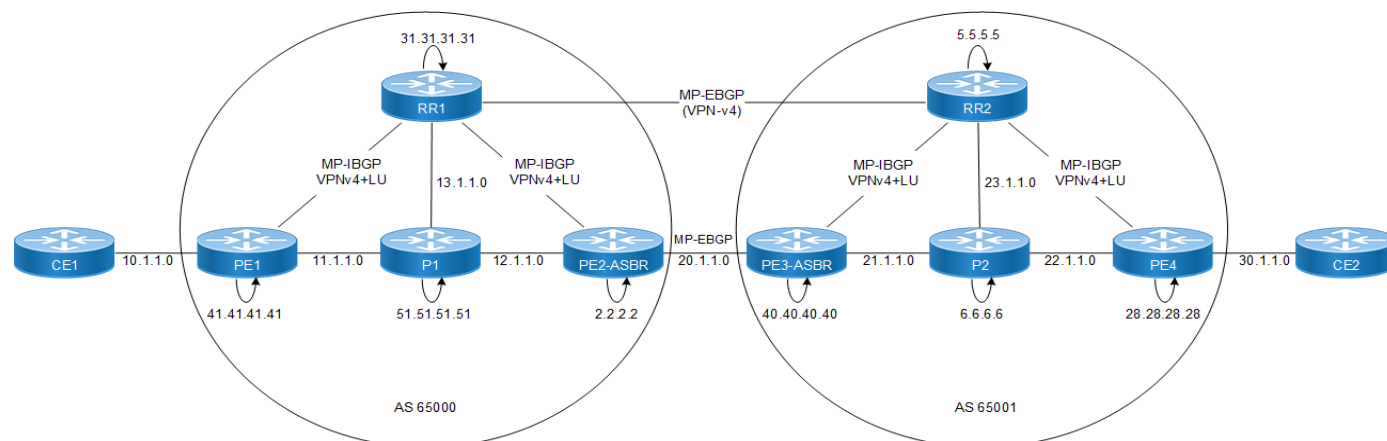 31.31.31.31
5.5.5.5
RR1
MP-EBGP
(VPN-v4)
RR2
MP-IBGP
VPNv4+LU
MP-IBGP
VPNv4+LU
MP-IBGP
VPNv4+LU
MP-IBGP
VPNv4+LU
13.1.1.0
23.1.1.0
CE1
10.1.1.0
PE1
11.1.1.0
P1
12.1.1.0
PE2-ASBR
MP-EBGP
20.1.1.0
PE3-ASBR
21.1.1.0
P2
22.1.1.0
PE4
30.1.1.0
CE2
41.41.41.41
51.51.51.51
2.2.2.2
40.40.40.40
6.6.6.6
28.28.28.28
AS 65000
AS 65001